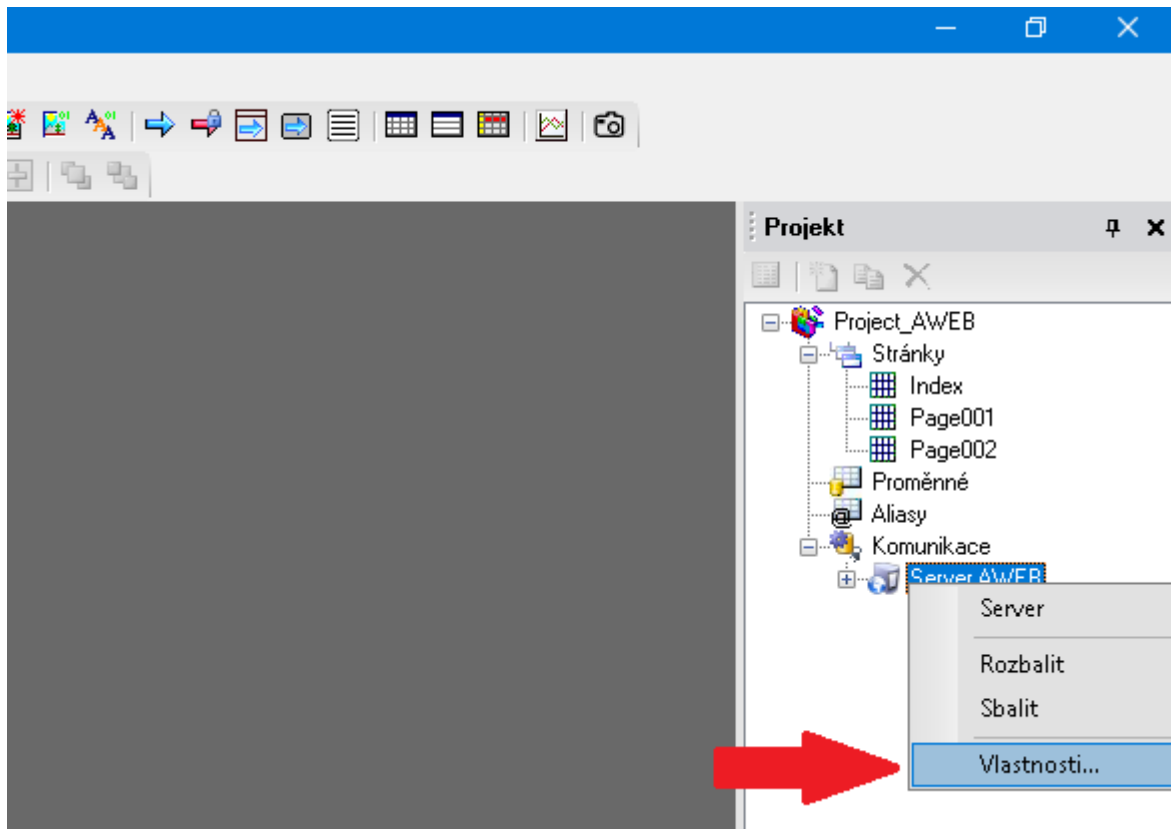 Projekt
Project_AWEB
Stránky
Index
Page001
Page002
Proměnné
Aliasy
Komunikace
Server AWEB
Server
Rozbalit
Sbalit
Vlastnosti...